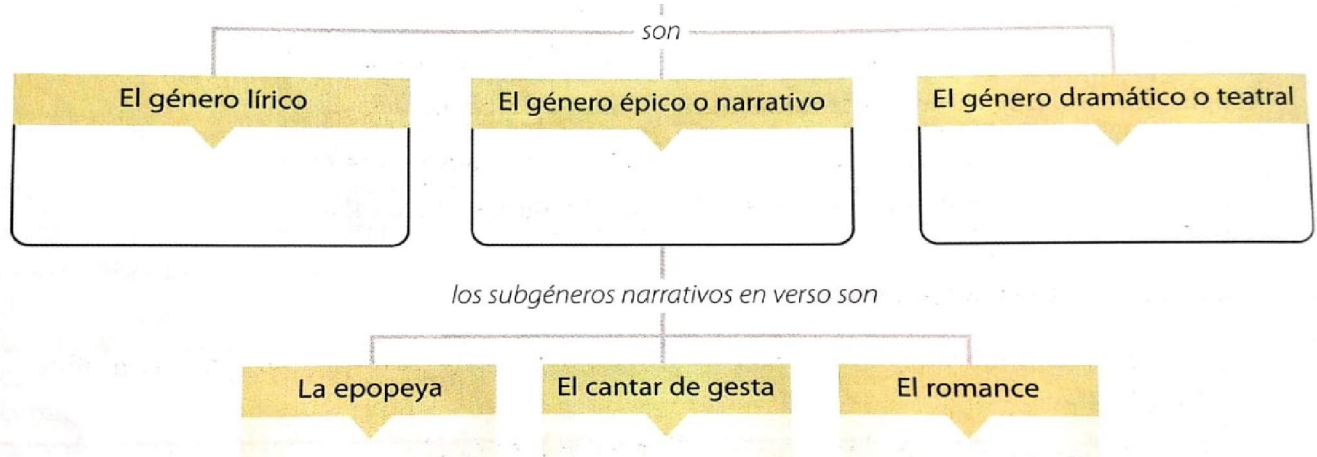 son
El género lírico
El género épico o narrativo
El género dramático o teatral
los subgéneros narrativos en verso son
La epopeya
El cantar de gesta
El romance